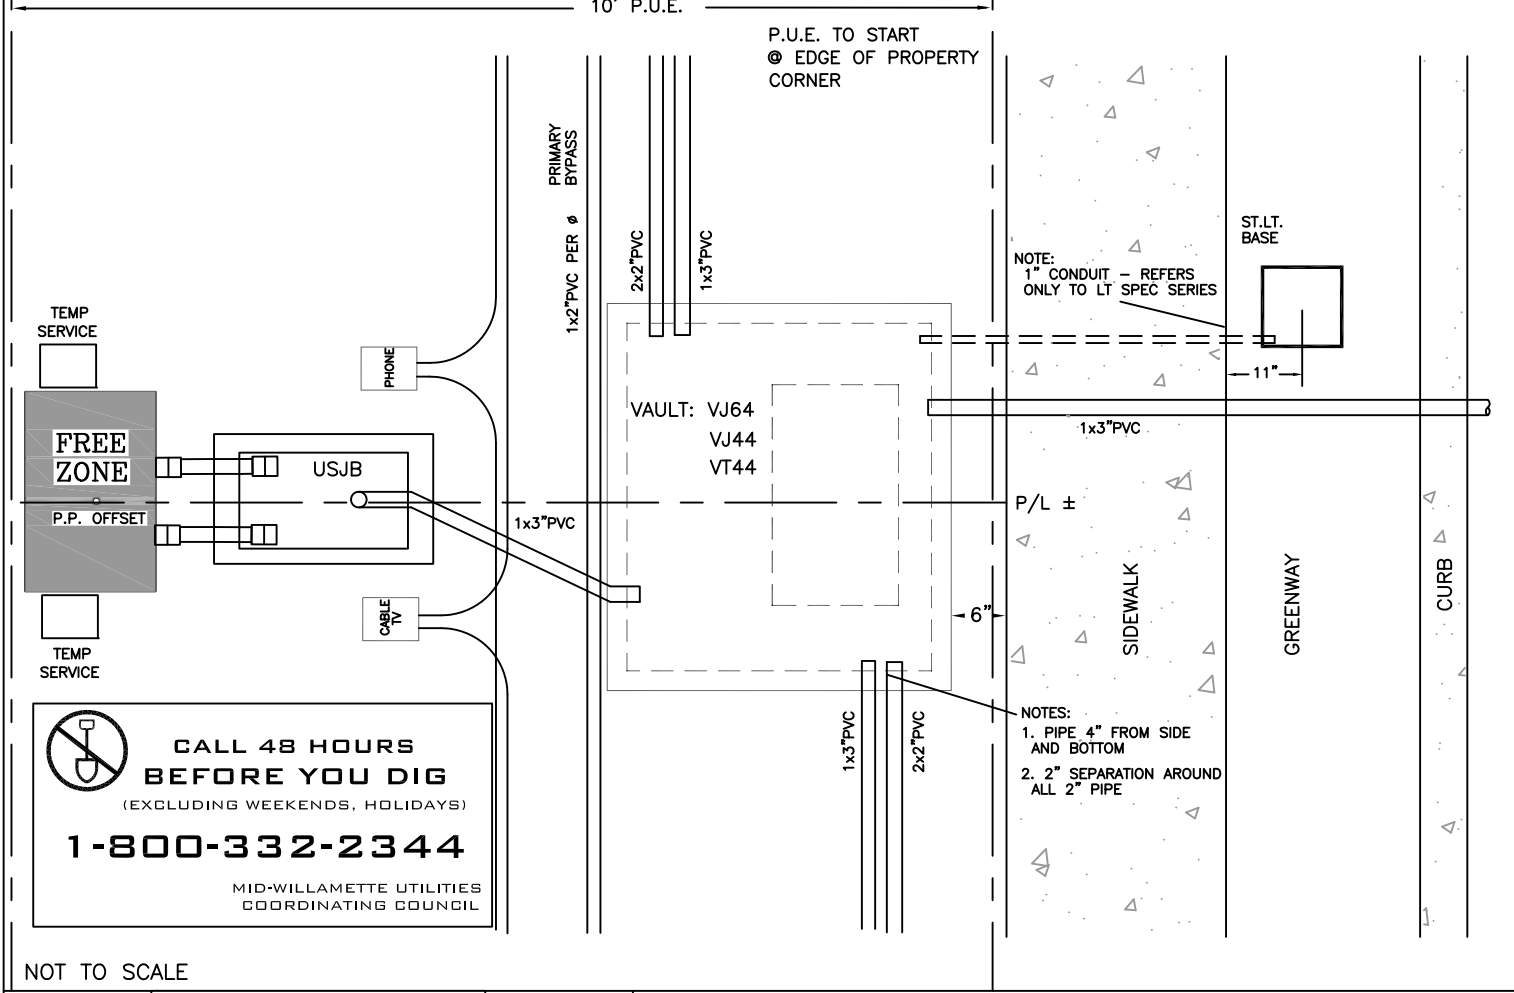 10' P.U.E.
P.U.E. TO START
@ EDGE OF PROPERTY
CORNER
PRIMARY
BYPASS
1x2"PVC PER ø
2x2"PVC
1x3"PVC
ST.LT.
BASE
NOTE:
1" CONDUIT – REFERS
ONLY TO LT SPEC SERIES
11"
TEMP
SERVICE
PHONE
FREE
ZONE
P.P. OFFSET
USJB
VAULT: VJ64
VJ44
VT44
1x3"PVC
1x3"PVC
P/L ±
CABLE
TV
6"
SIDEWALK
GREENWAY
CURB
TEMP
SERVICE
1x3"PVC
2x2"PVC
NOTES:
1. PIPE 4" FROM SIDE
AND BOTTOM
2. 2" SEPARATION AROUND
ALL 2" PIPE
CALL 48 HOURS
BEFORE YOU DIG
(EXCLUDING WEEKENDS, HOLIDAYS)
1-800-332-2344
MID-WILLAMETTE UTILITIES
COORDINATING COUNCIL
NOT TO SCALE